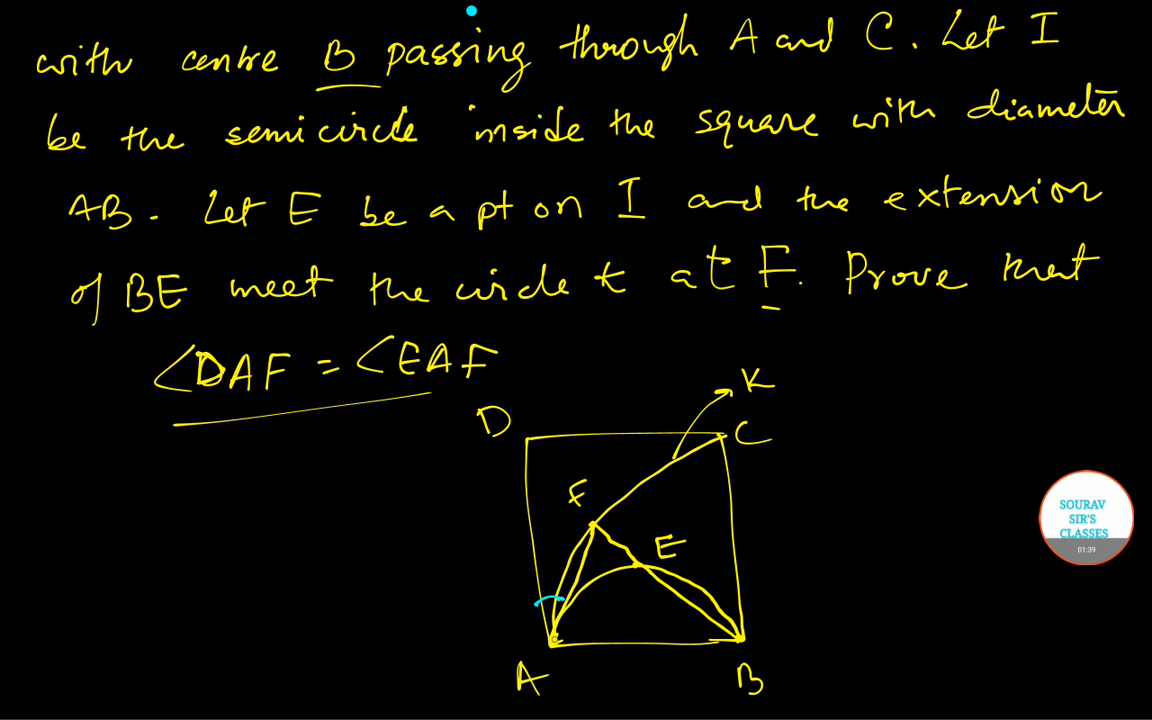 with centre B passing through A and C. Let I
be the semicircle inside the square with diameter
AB. Let E be a pt on I and the extension
of BE meet the circle k at F. Prove that
∠DAF = ∠EAF
K
D
C
F
E
SOURAV
SIR'S
CLASSES
01:39
A
B